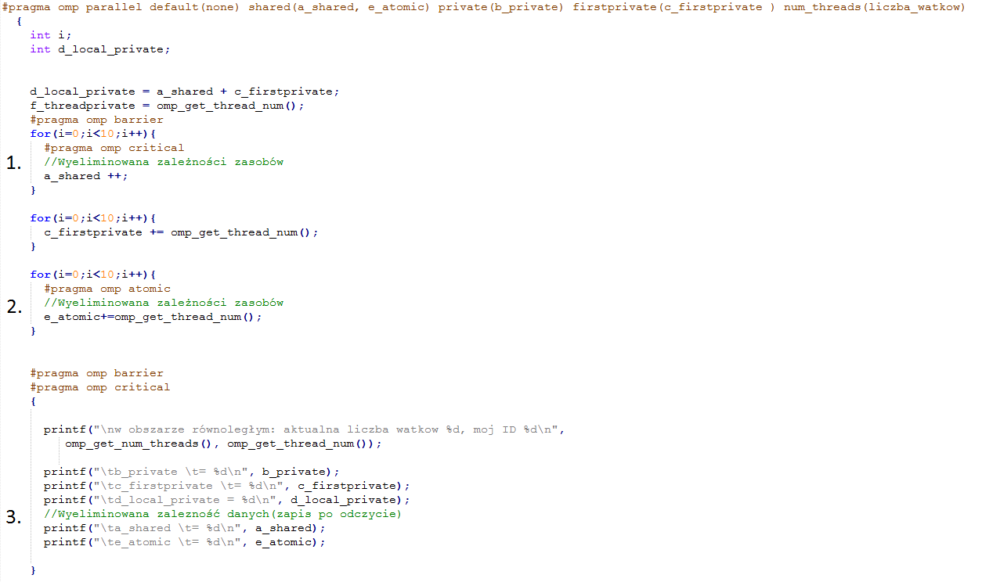 #pragma omp parallel default(none) shared(a_shared, e_atomic) private(b_private) firstprivate(c_firstprivate ) num_threads(liczba_watkow)
{
int i;
int d_local_private;
d_local_private = a_shared + c_firstprivate;
f_threadprivate = omp_get_thread_num();
#pragma omp barrier
for(i=0;i<10;i++){
#pragma omp critical
1. //Wyeliminowana zależności zasobów
a_shared ++;
}
for(i=0;i<10;i++){
c_firstprivate += omp_get_thread_num();
}
for(i=0;i<10;i++){
#pragma omp atomic
2. //Wyeliminowana zależności zasobów
e_atomic+=omp_get_thread_num();
}
#pragma omp barrier
#pragma omp critical
{
printf("\nw obszarze równoległym: aktualna liczba watkow %d, moj ID %d\n",
omp_get_num_threads(), omp_get_thread_num());
printf("\tb_private \t= %d\n", b_private);
printf("\tc_firstprivate \t= %d\n", c_firstprivate);
printf("\td_local_private = %d\n", d_local_private);
3. //Wyeliminowana zalezność danych(zapis po odczycie)
printf("\ta_shared \t= %d\n", a_shared);
printf("\te_atomic \t= %d\n", e_atomic);
}